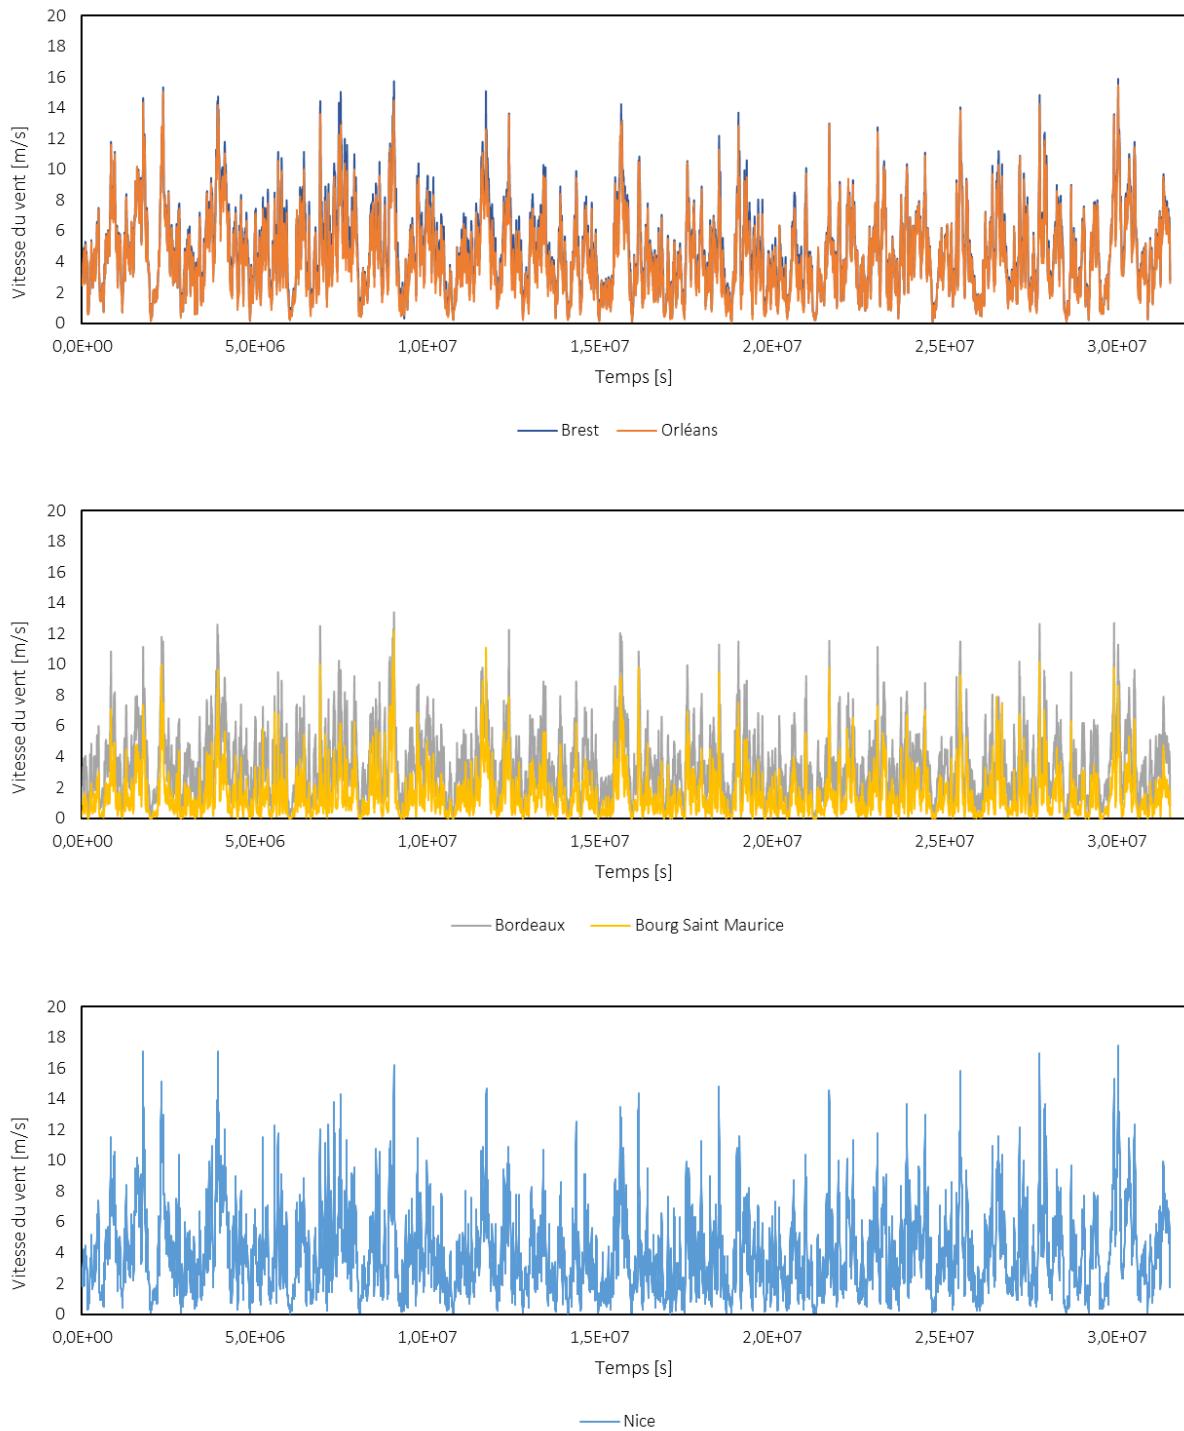 20
18
16
14
12
10
8
6
4
2
0
Vitesse du vent [m/s]
0,0E+00 5,0E+06 1,0E+07 1,5E+07 2,0E+07 2,5E+07 3,0E+07
Temps [s]
Brest Orléans
20
18
16
14
12
10
8
6
4
2
0
Vitesse du vent [m/s]
0,0E+00 5,0E+06 1,0E+07 1,5E+07 2,0E+07 2,5E+07 3,0E+07
Temps [s]
Bordeaux Bourg Saint Maurice
20
18
16
14
12
10
8
6
4
2
0
Vitesse du vent [m/s]
0,0E+00 5,0E+06 1,0E+07 1,5E+07 2,0E+07 2,5E+07 3,0E+07
Temps [s]
Nice